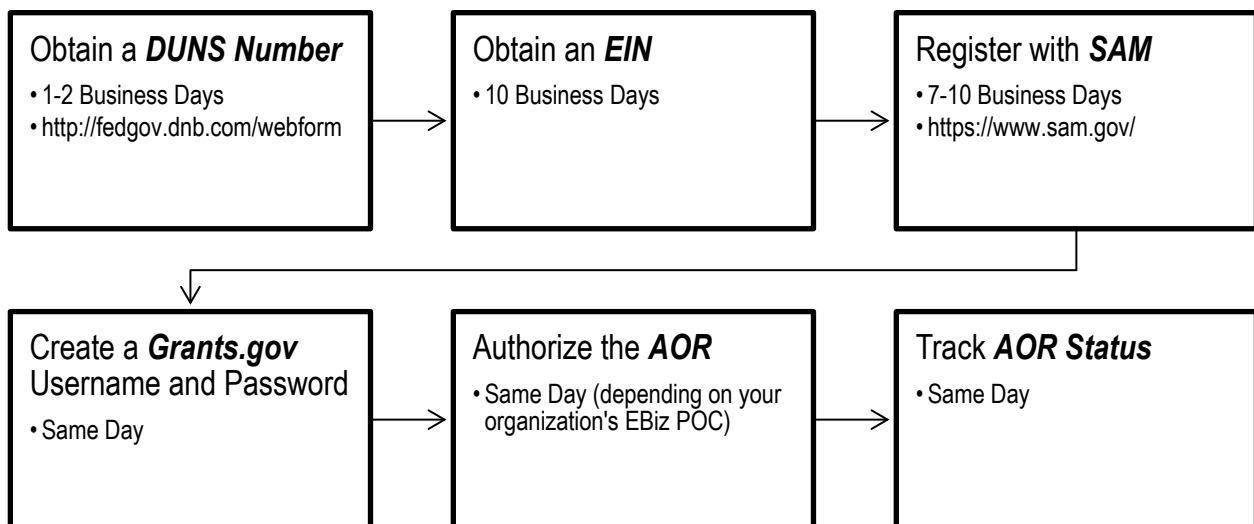 Obtain a DUNS Number
• 1-2 Business Days
• http://fedgov.dnb.com/webform
Obtain an EIN
• 10 Business Days
Register with SAM
• 7-10 Business Days
• https://www.sam.gov/
Create a Grants.gov
Username and Password
• Same Day
Authorize the AOR
• Same Day (depending on your
organization's EBiz POC)
Track AOR Status
• Same Day